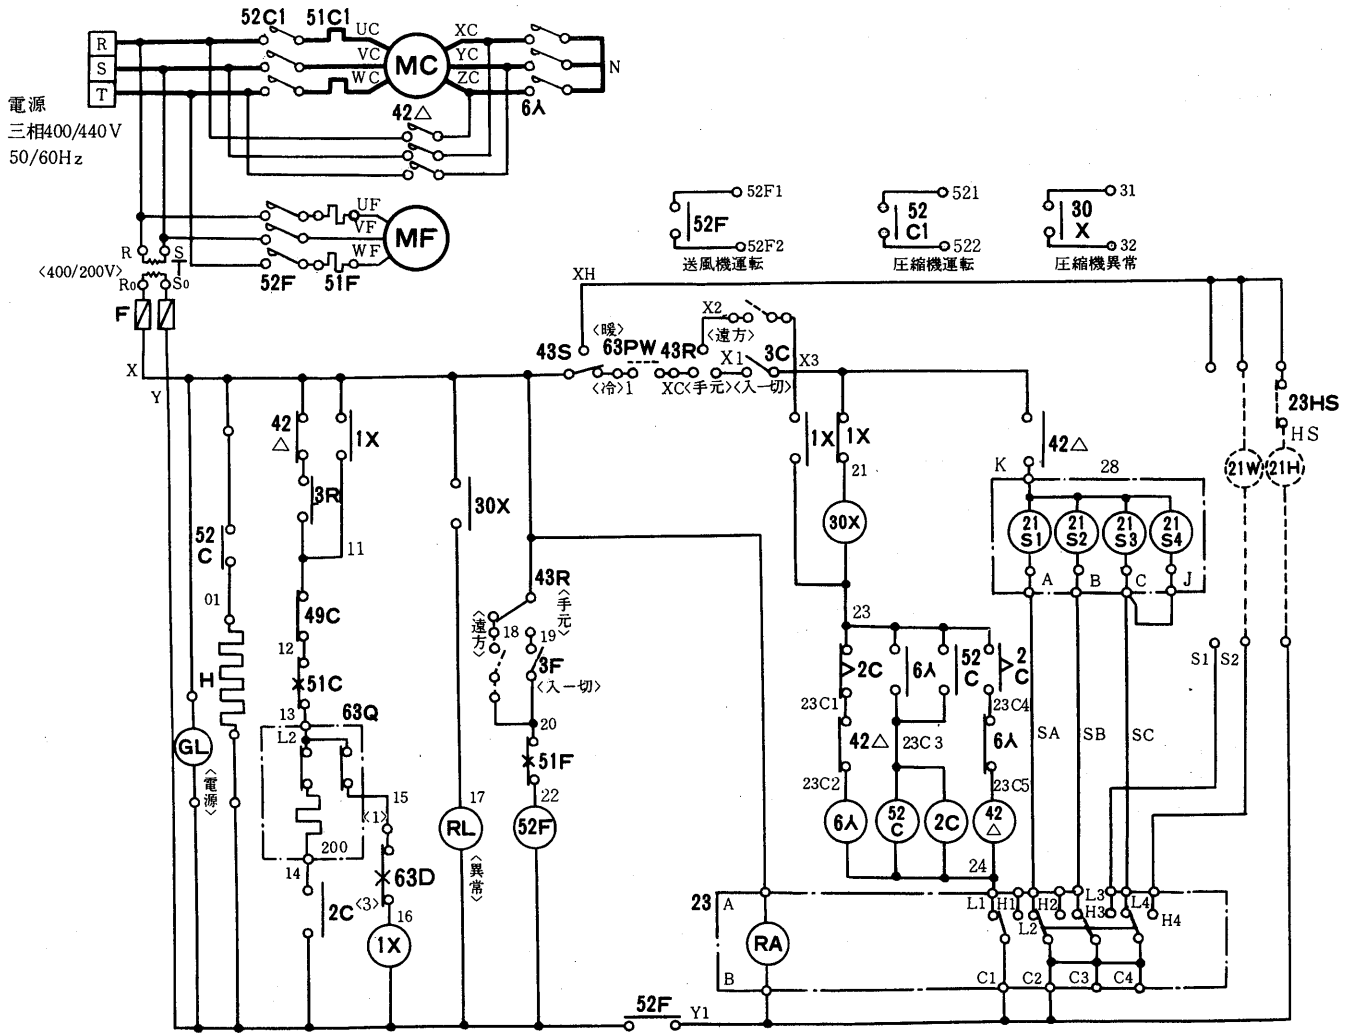 52C1 51C1 UC XC
R
VC MC YC
S N
WC ZC
T
電源 42△ 6人
三相400/440V
50/60Hz
52F1 521 31
52F 52 C1 30 X
UF
VF MF
WF
52F2 522 32
送風機運転 圧縮機運転 圧縮機異常
R S
〈400/200V〉
52F 51F
R0 S0
XH
F
X2
〈暖〉 〈遠方〉
43S 63PW 43R 3C
X Y X1 X3
〈冷〉 1 XC 〈手元〉 〈入一切〉
23HS
HS
42 △ 1X 1X 1X 42△
21 K 28 21W 21H
3R 30X 30X
21 S1 21 S2 21 S3 21 S4
52 C 11
A B C J
43R 〈手元〉
01 49C 〈遠方〉 18 19 23
3F
12 51C 〈入一切〉
2C 6人 52 C 2 C
S1 S2
H 13 63Q
23C1 23C4
L2 20
42△ 23C3 6人 SA SB SC
GL 〈電源〉
51F
23C2 23C5
15 17 22
〈1〉
RL 〈異常〉 52F 6人 52 C 2C 42 △
200
14 63D 24
2C 〈3〉 16
23 A L1 H1 L2 H2 L3 H3 L4 H4
1X RA
B C1 C2 C3 C4
52F Y1